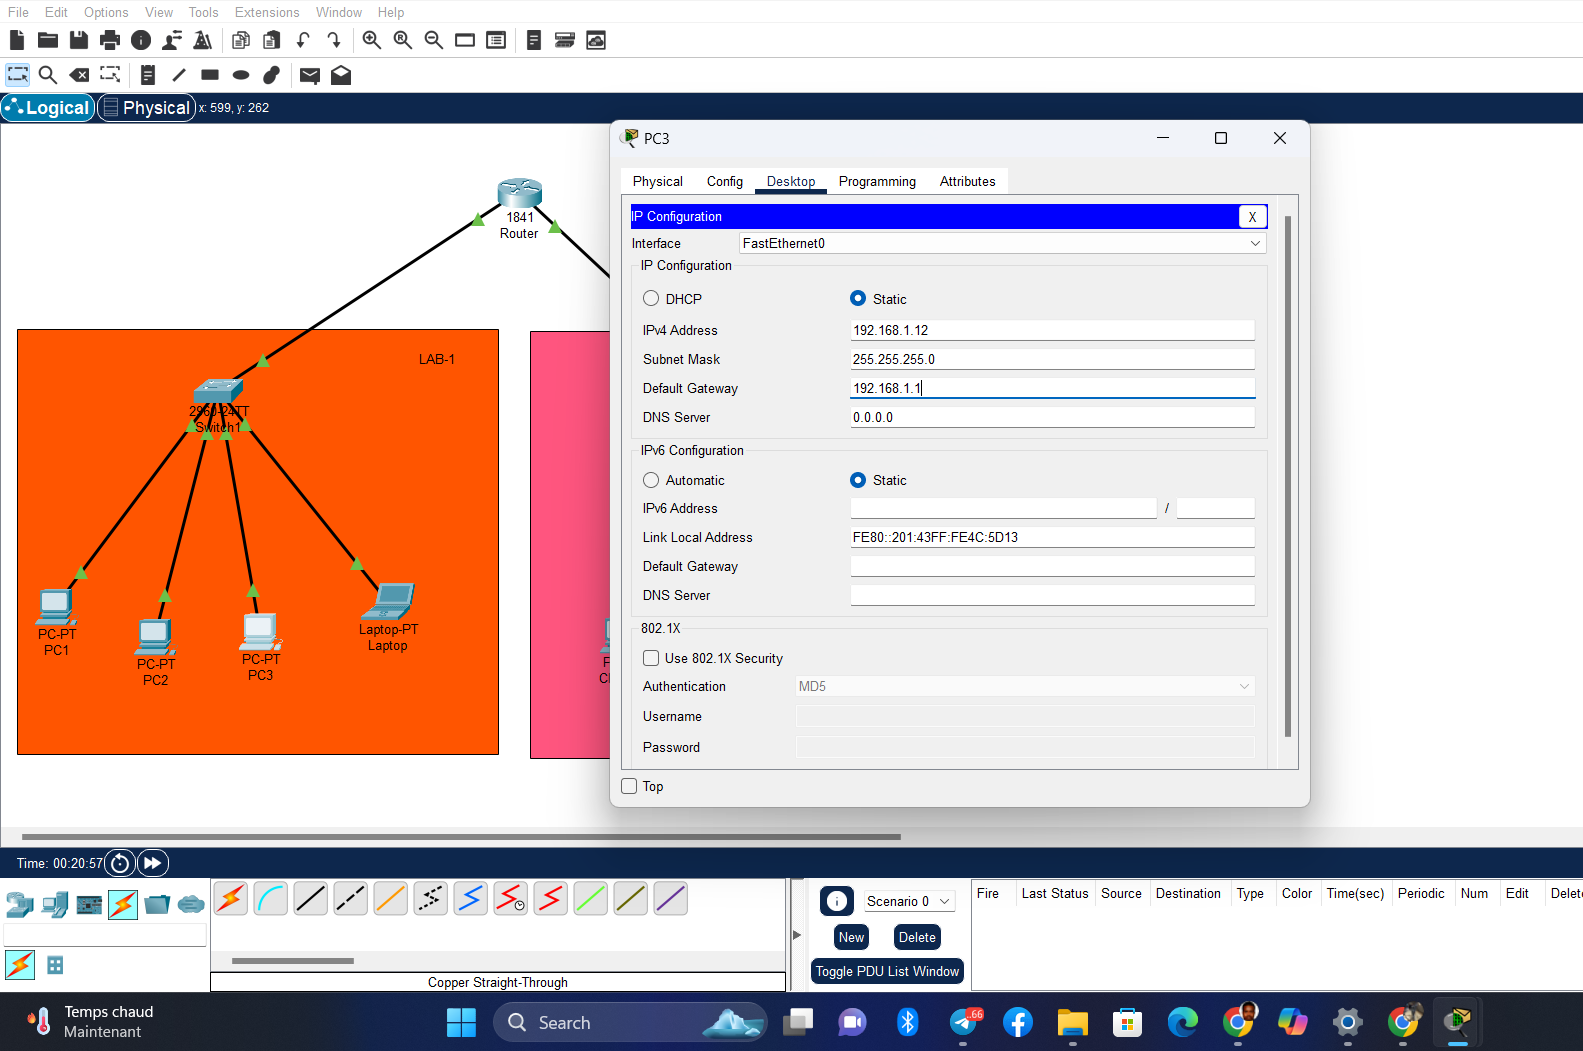 File Edit Options View Tools Extensions Window Help
Logical Physical x: 599, y: 262
1841
Router
LAB-1
2960-24TT
Switch1
PC-PT
PC1
PC-PT
PC2
PC-PT
PC3
Laptop-PT
Laptop
PC3
Physical Config Desktop Programming Attributes
IP Configuration X
Interface FastEthernet0
IP Configuration
DHCP Static
IPv4 Address 192.168.1.12
Subnet Mask 255.255.255.0
Default Gateway 192.168.1.1
DNS Server 0.0.0.0
IPv6 Configuration
Automatic Static
IPv6 Address /
Link Local Address FE80::201:43FF:FE4C:5D13
Default Gateway
DNS Server
802.1X
Use 802.1X Security
Authentication MD5
Username
Password
Top
Time: 00:20:57
Copper Straight-Through
Scenario 0
New Delete
Toggle PDU List Window
Fire Last Status Source Destination Type Color Time(sec) Periodic Num Edit Delet
Temps chaud
Maintenant
Search
..66